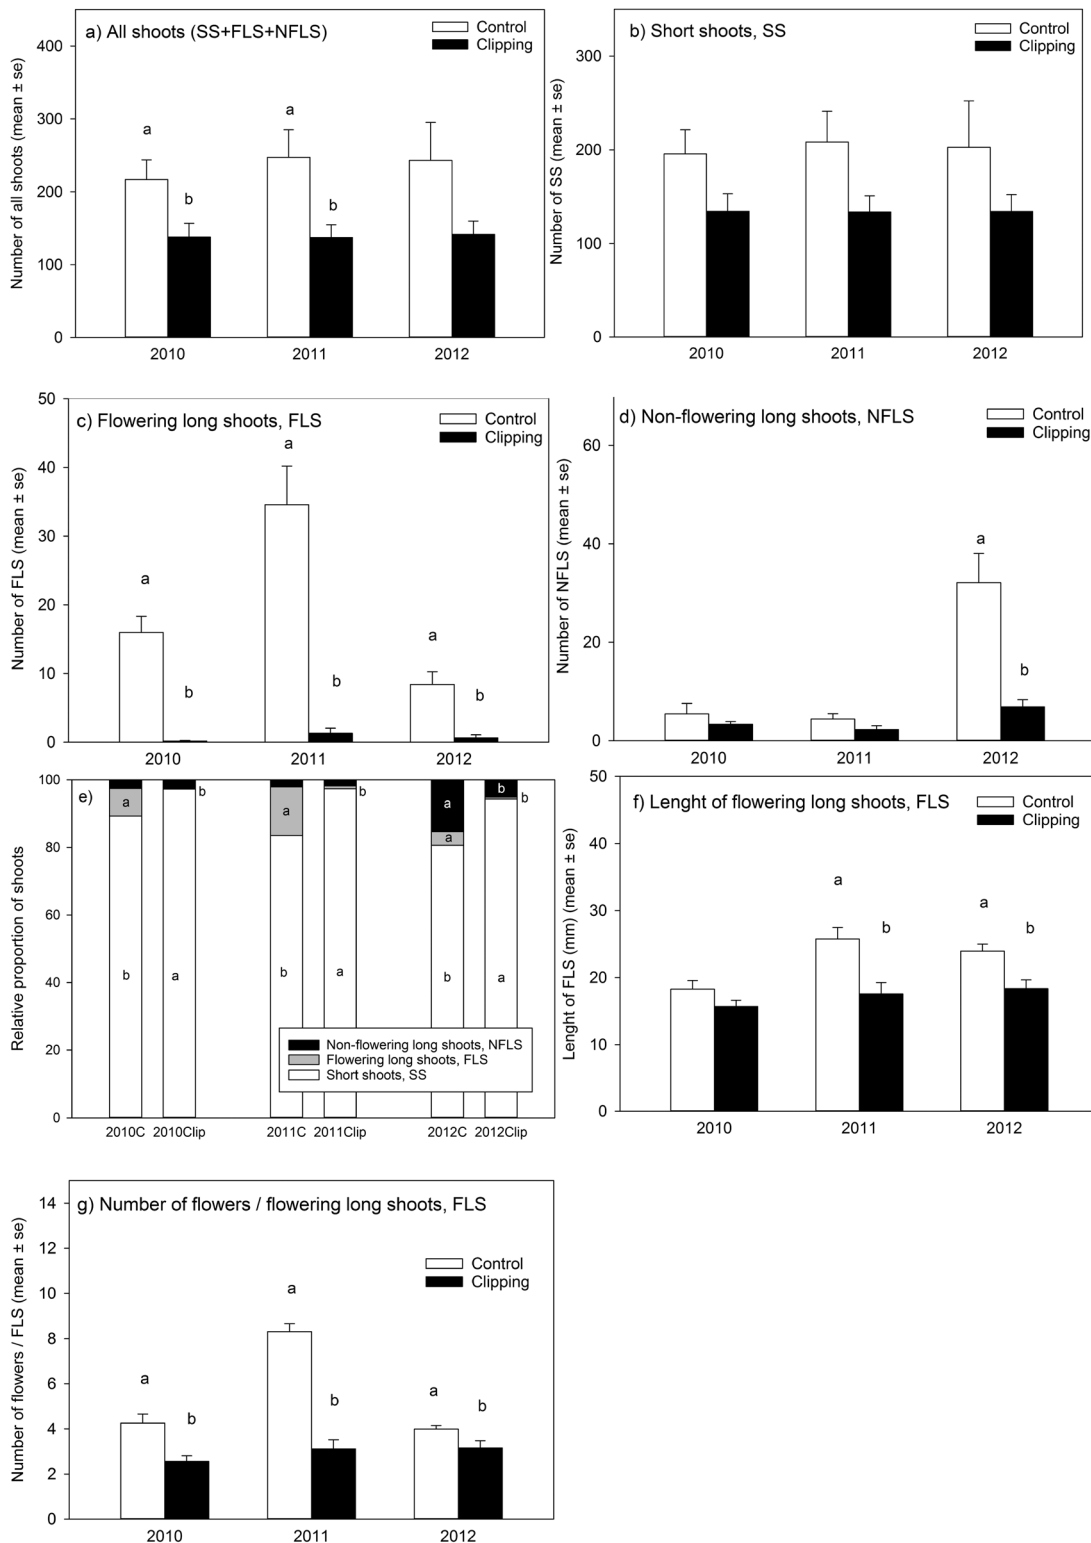 a) All shoots (SS+FLS+NFLS)
Control
Clipping
Number of all shoots (mean ± se)
400
300
200
100
0
a
b
a
b
2010
2011
2012
b) Short shoots, SS
Control
Clipping
Number of SS (mean ± se)
300
200
100
0
2010
2011
2012
c) Flowering long shoots, FLS
Control
Clipping
Number of FLS (mean ± se)
50
40
30
20
10
0
a
b
a
b
a
b
2010
2011
2012
d) Non-flowering long shoots, NFLS
Control
Clipping
Number of NFLS (mean ± se)
60
40
20
0
a
b
2010
2011
2012
e)
Relative proportion of shoots
100
80
60
40
20
0
a
b
b
a
a
b
b
a
a
a
b
b
b
a
Non-flowering long shoots, NFLS
Flowering long shoots, FLS
Short shoots, SS
2010C 2010Clip
2011C 2011Clip
2012C 2012Clip
f) Lenght of flowering long shoots, FLS
Control
Clipping
Lenght of FLS (mm) (mean ± se)
50
40
30
20
10
0
a
b
a
b
2010
2011
2012
g) Number of flowers / flowering long shoots, FLS
Control
Clipping
Number of flowers / FLS (mean ± se)
14
12
10
8
6
4
2
0
a
b
a
b
a
b
2010
2011
2012